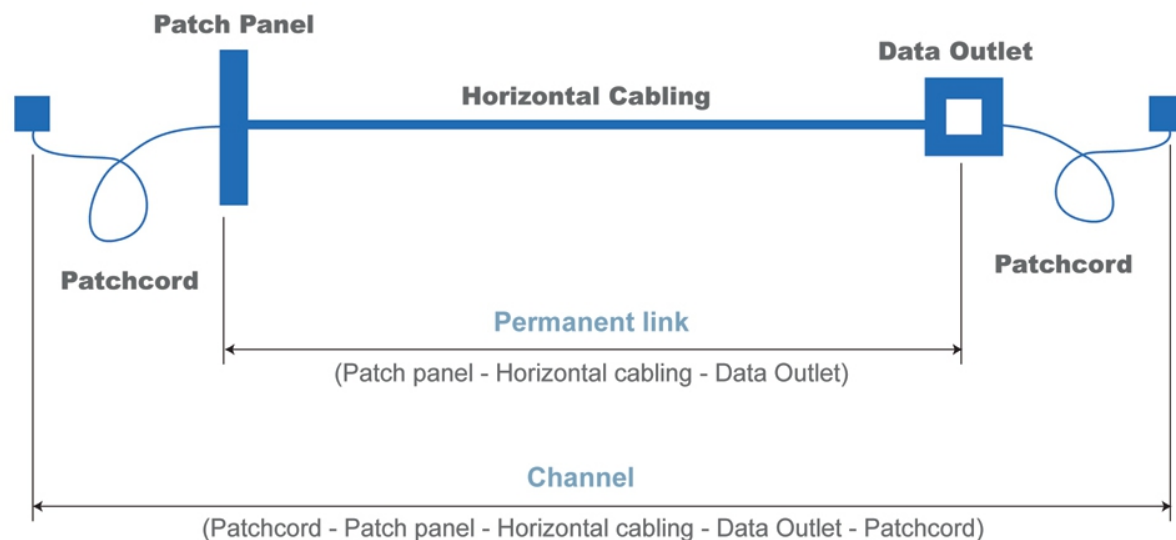 Patch Panel
Data Outlet
Horizontal Cabling
Patchcord
Patchcord
Permanent link
(Patch panel - Horizontal cabling - Data Outlet)
Channel
(Patchcord - Patch panel - Horizontal cabling - Data Outlet - Patchcord)